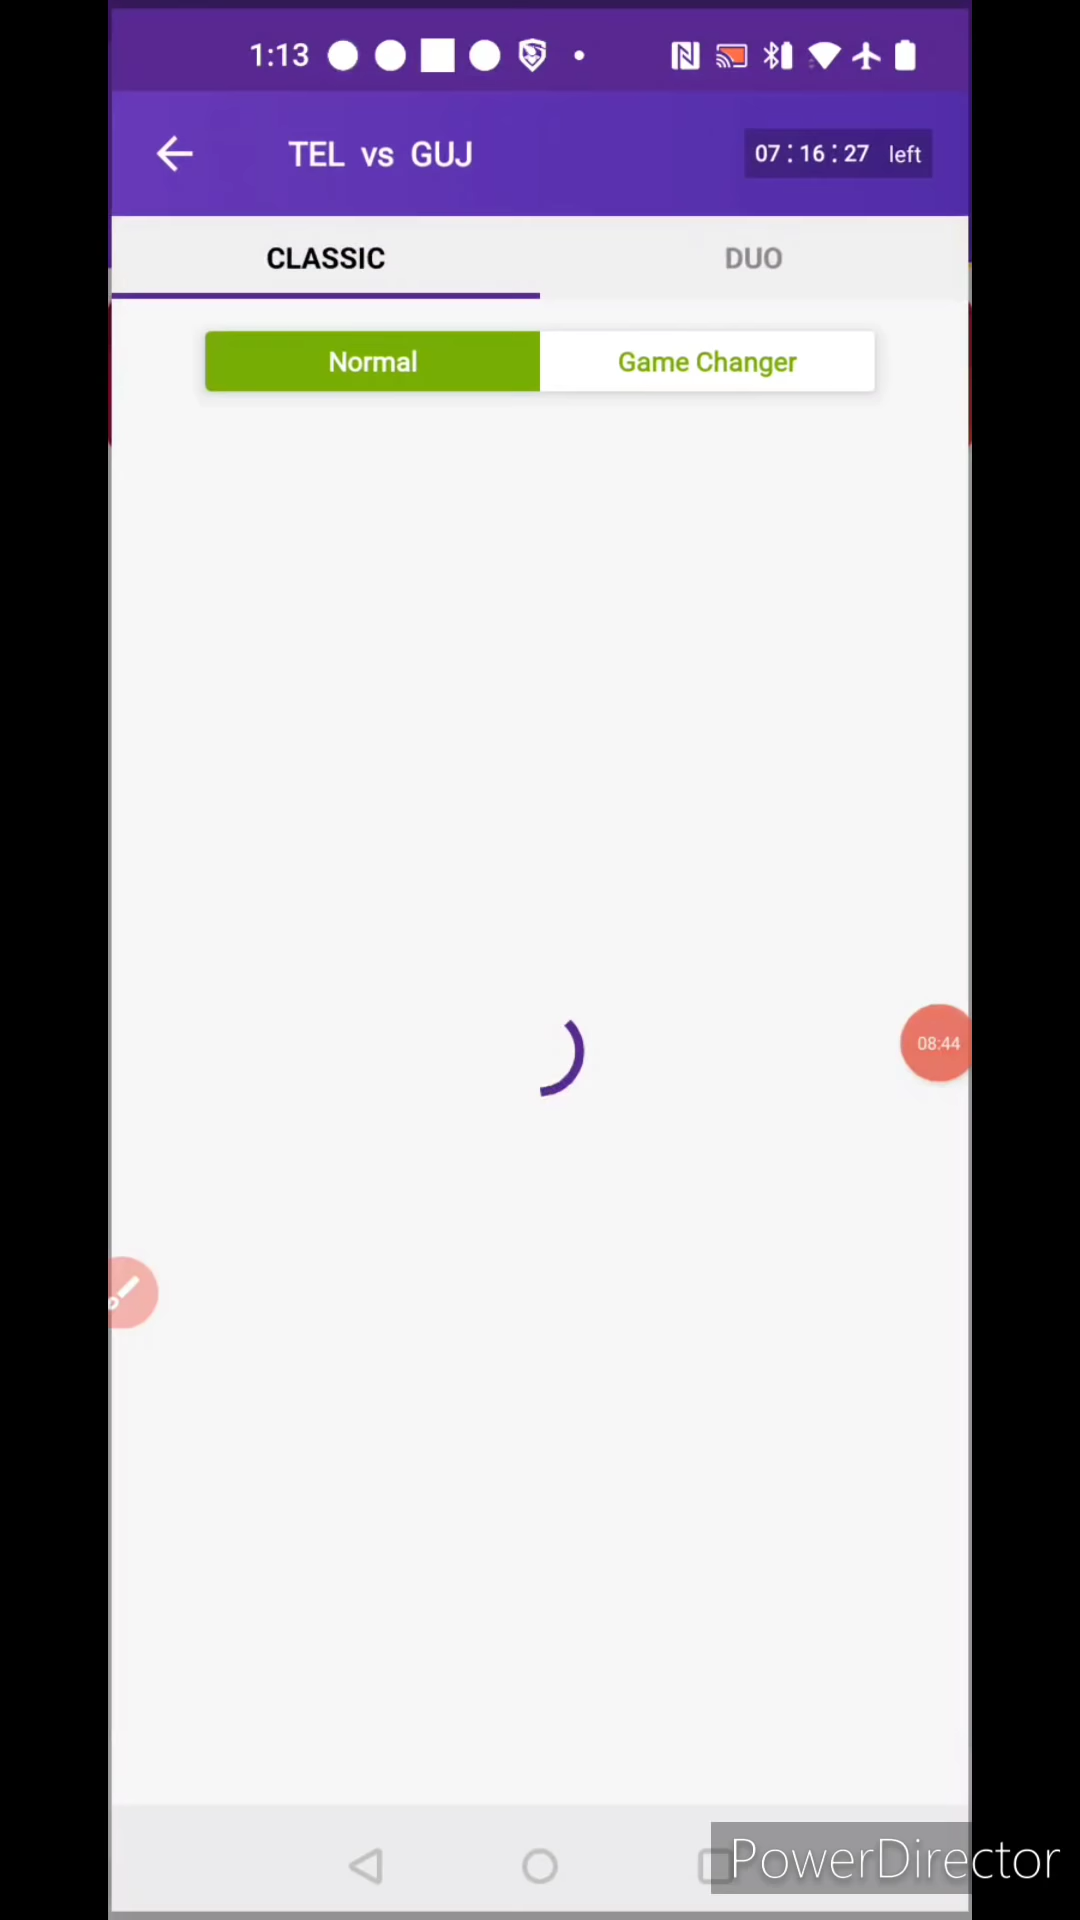 1:13
TEL vs GUJ
07:16:27 left
CLASSIC
DUO
Normal
Game Changer
08:44
PowerDirector